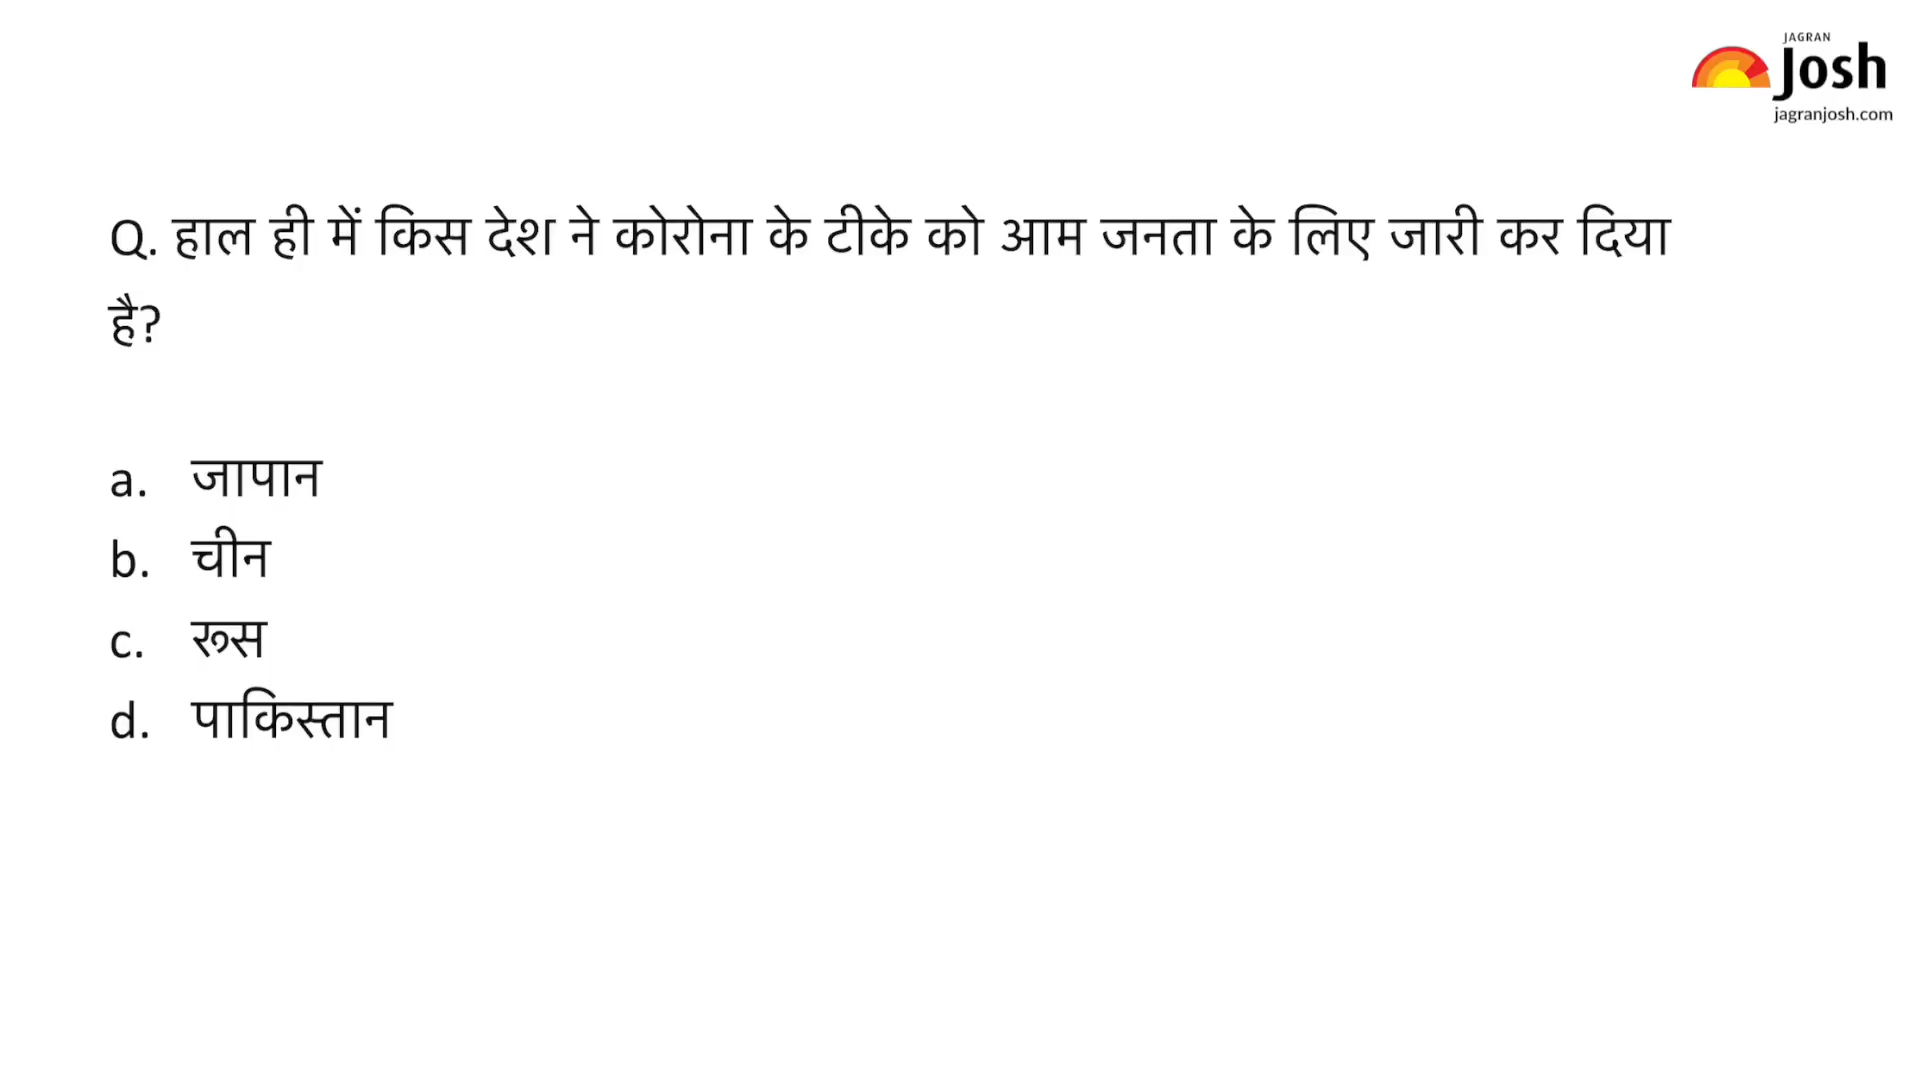 JAGRAN
Josh
jagranjosh.com
Q. हाल ही में किस देश ने कोरोना के टीके को आम जनता के लिए जारी कर दिया
है?
a. जापान
b. चीन
c. रूस
d. पाकिस्तान